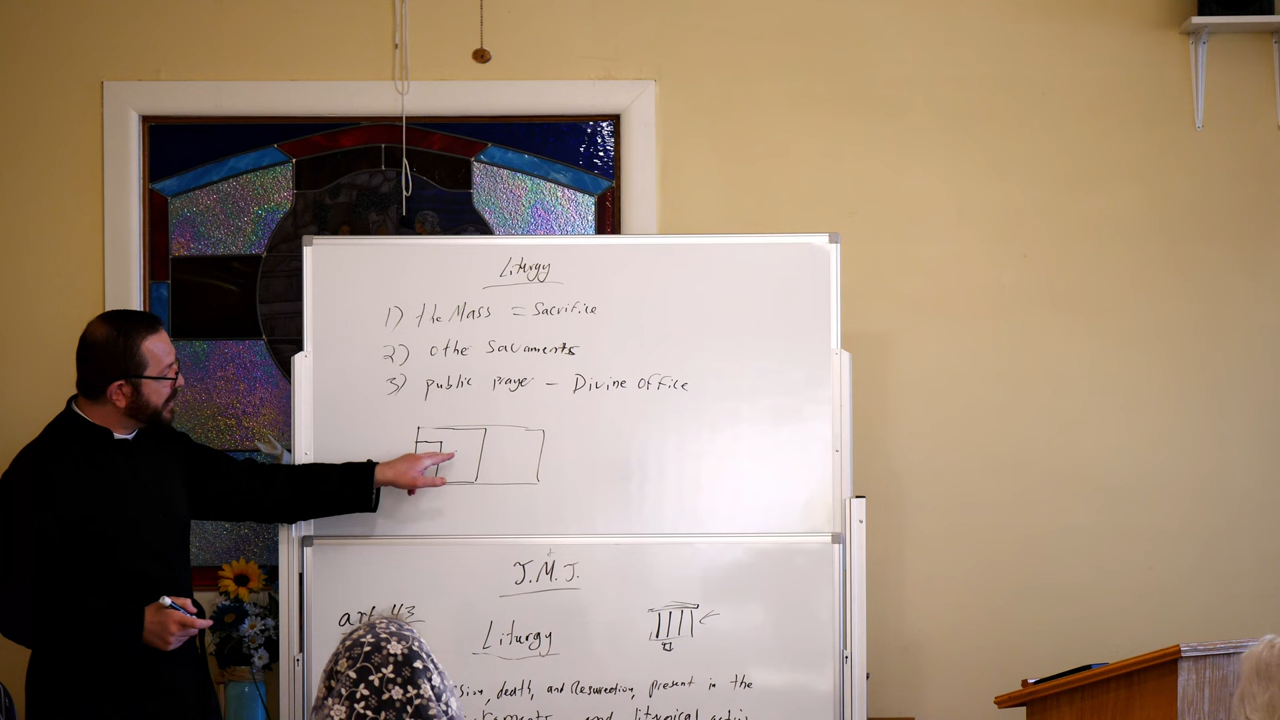 Liturgy
1) the Mass = Sacrifice
2) othe Sacraments
3) public prayer – Divine Office
J.M.J.
art. 43
Liturgy
death, and Resurrection, present in the
and liturgical